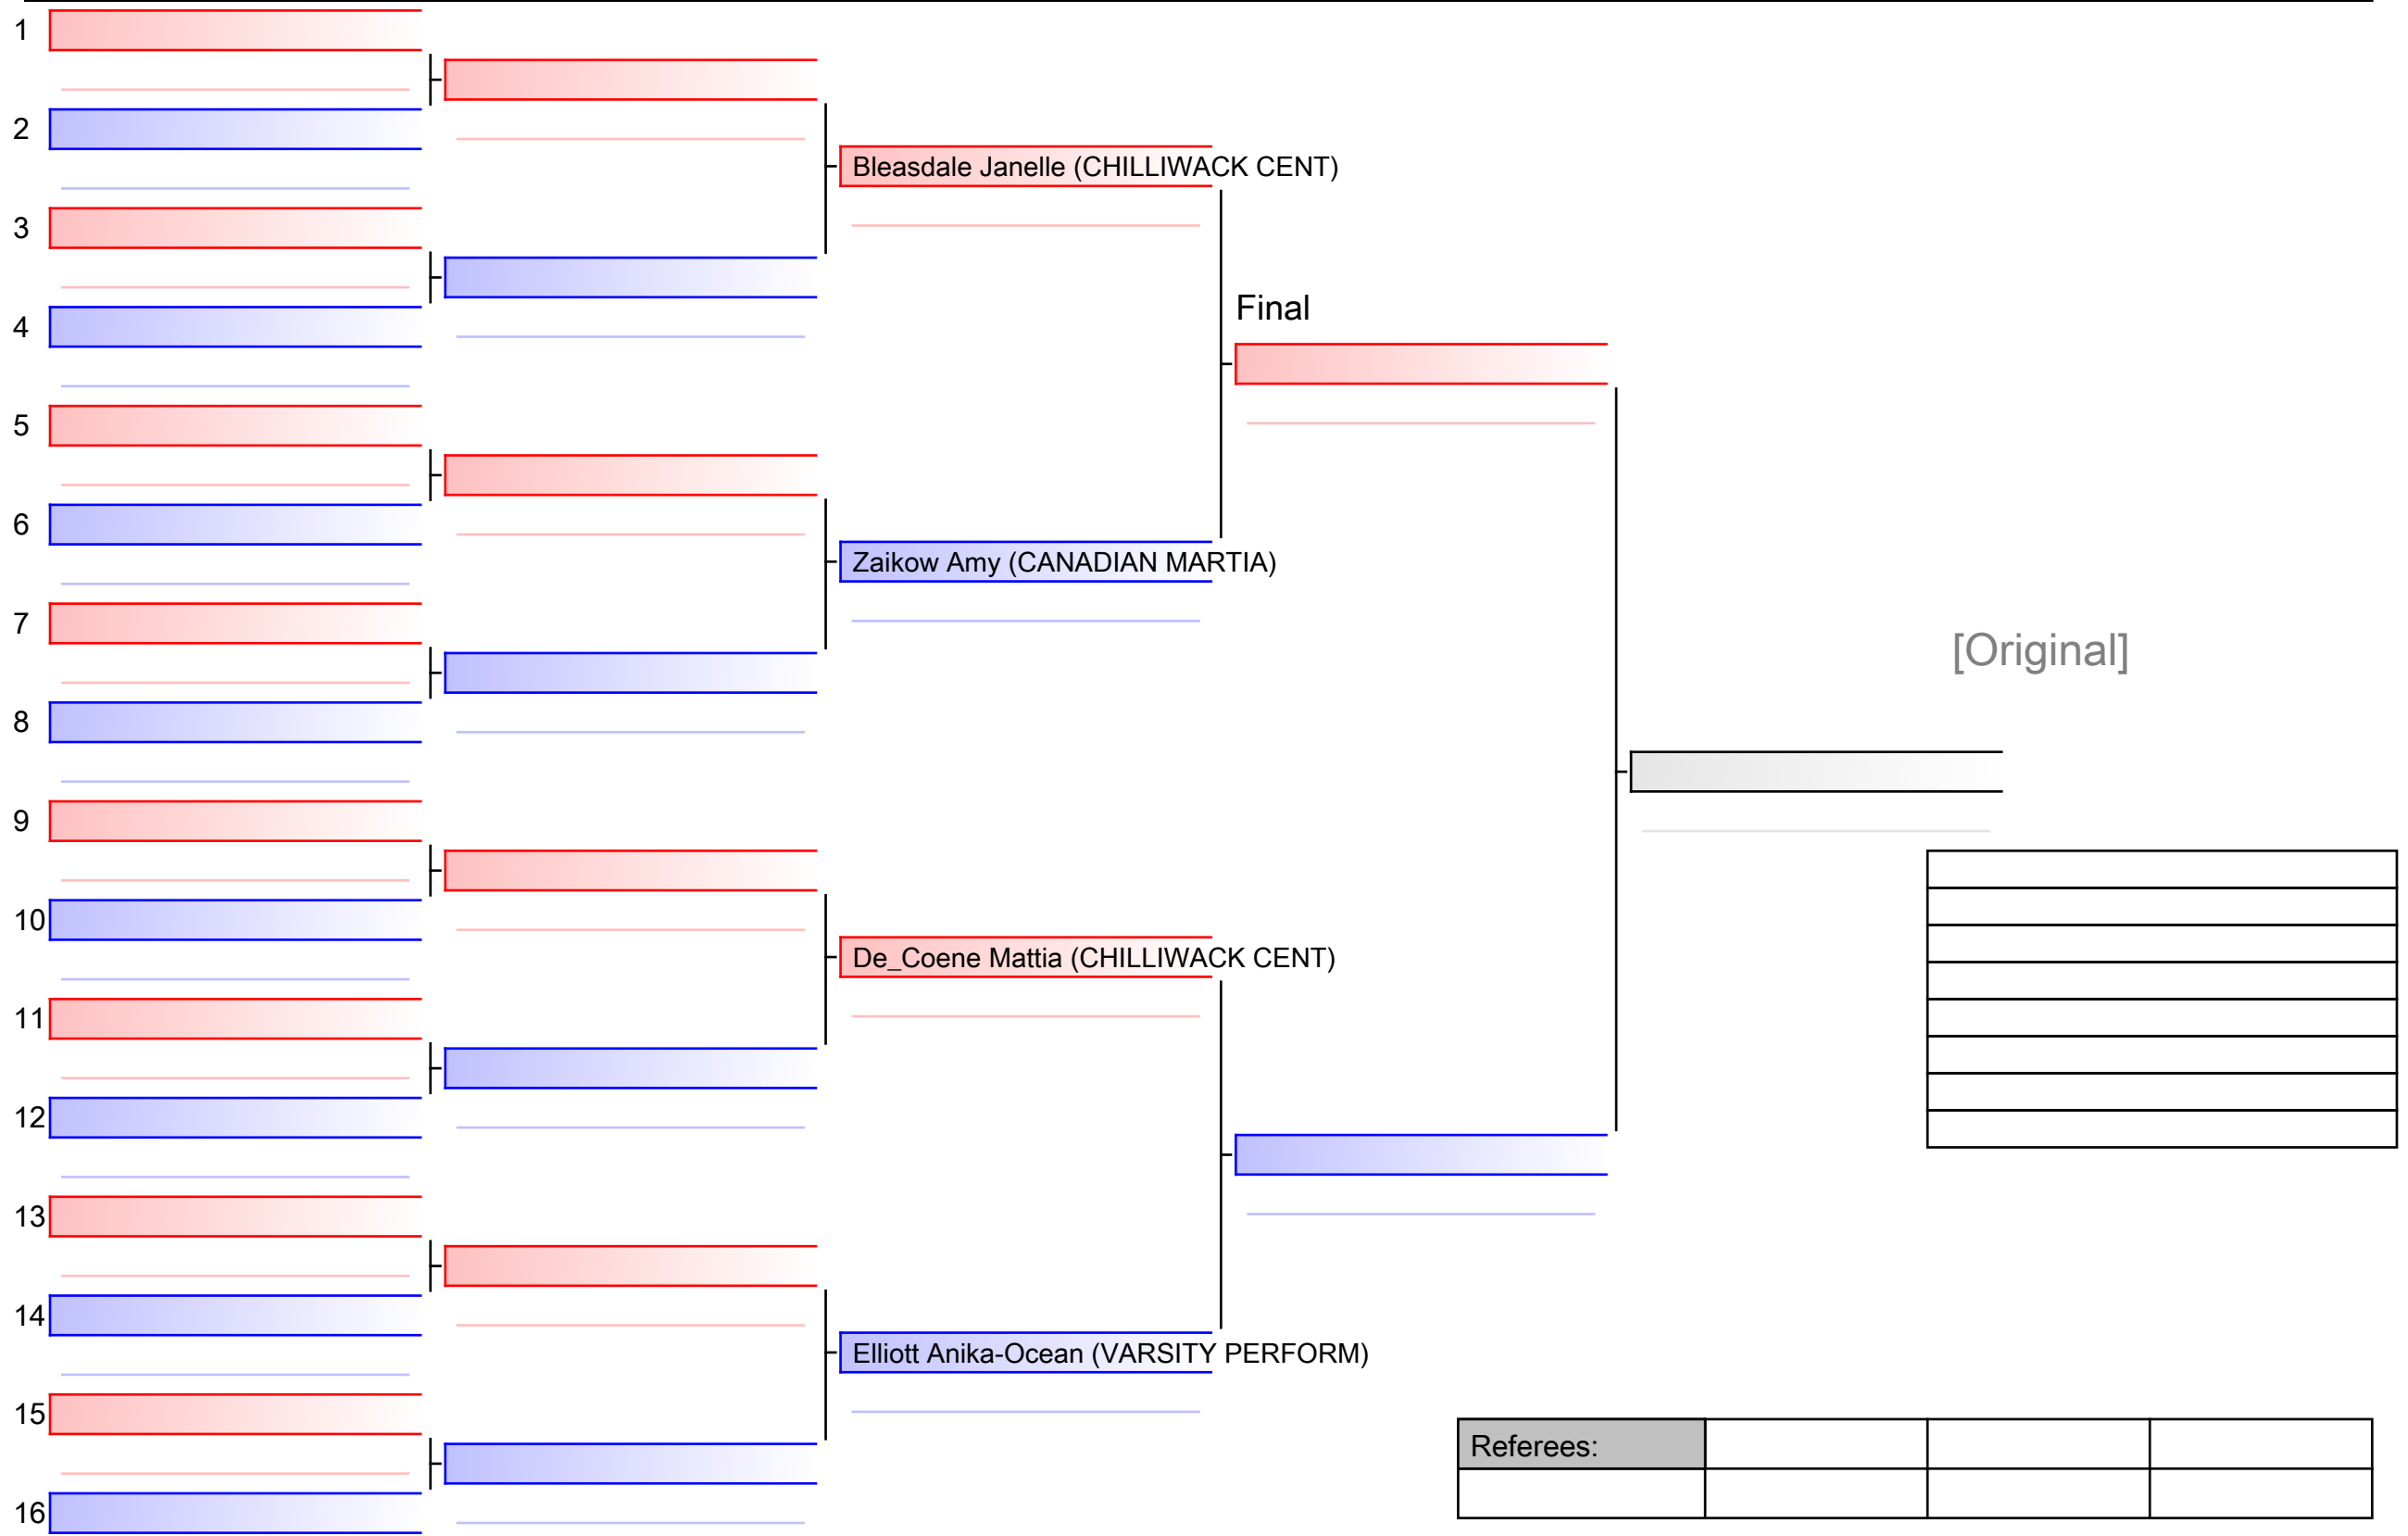 1
2
Bleasdale Janelle (CHILLIWACK CENT)
3
Final
4
5
6
Zaikow Amy (CANADIAN MARTIA)
7
[Original]
8
9
10
De_Coene Mattia (CHILLIWACK CENT)
11
12
13
14
Elliott Anika-Ocean (VARSITY PERFORM)
15
Referees:
16